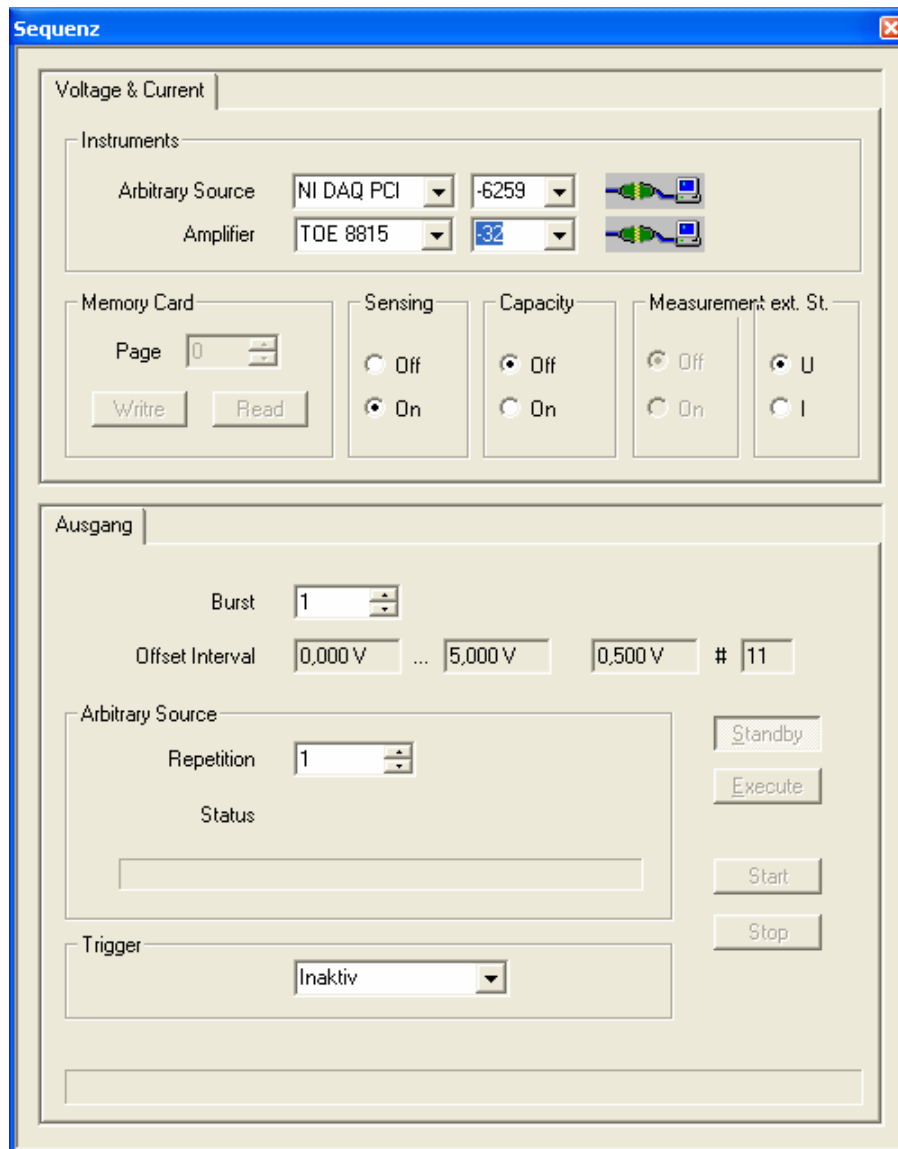 Sequenz
Voltage & Current
Instruments
Arbitrary Source NI DAQ PCI -6259
Amplifier TOE 8815 -32
Memory Card Sensing Capacity Measurement ext. St.
Page 0 Off Off Off U
Writre Read On On On I
Ausgang
Burst 1
Offset Interval 0,000 V ... 5,000 V 0,500 V # 11
Arbitrary Source
Standby
Repetition 1
Execute
Status
Start
Stop
Trigger
Inaktiv